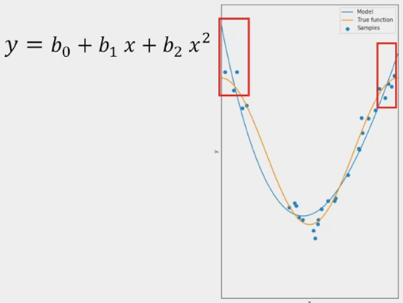 y = b₀ + b₁ x + b₂ x²
Model
True function
Samples
y